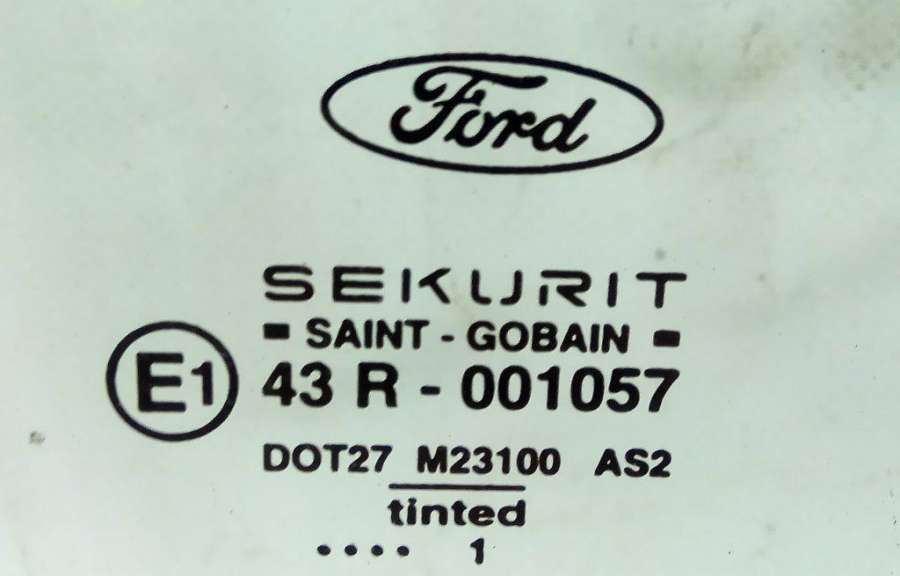 Ford
SEKURIT
SAINT - GOBAIN
E1 43 R - 001057
DOT27 M23100 AS2
tinted
.... 1